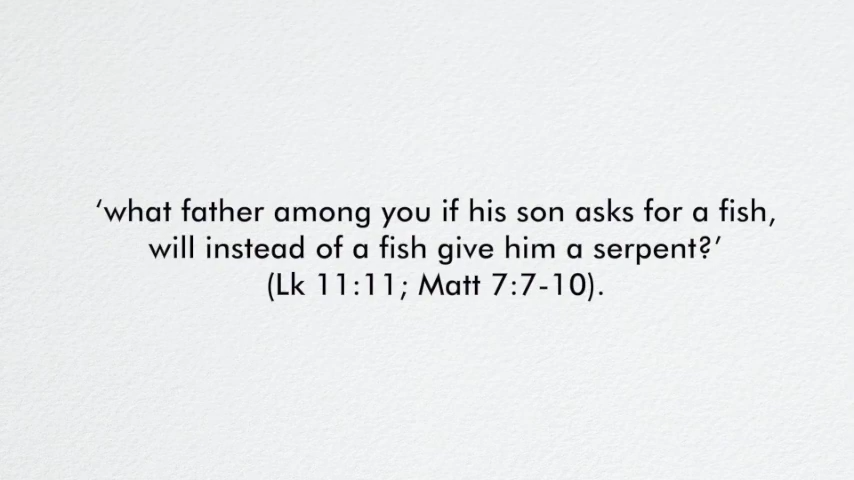 ‘what father among you if his son asks for a fish,
will instead of a fish give him a serpent?’
(Lk 11:11; Matt 7:7-10).